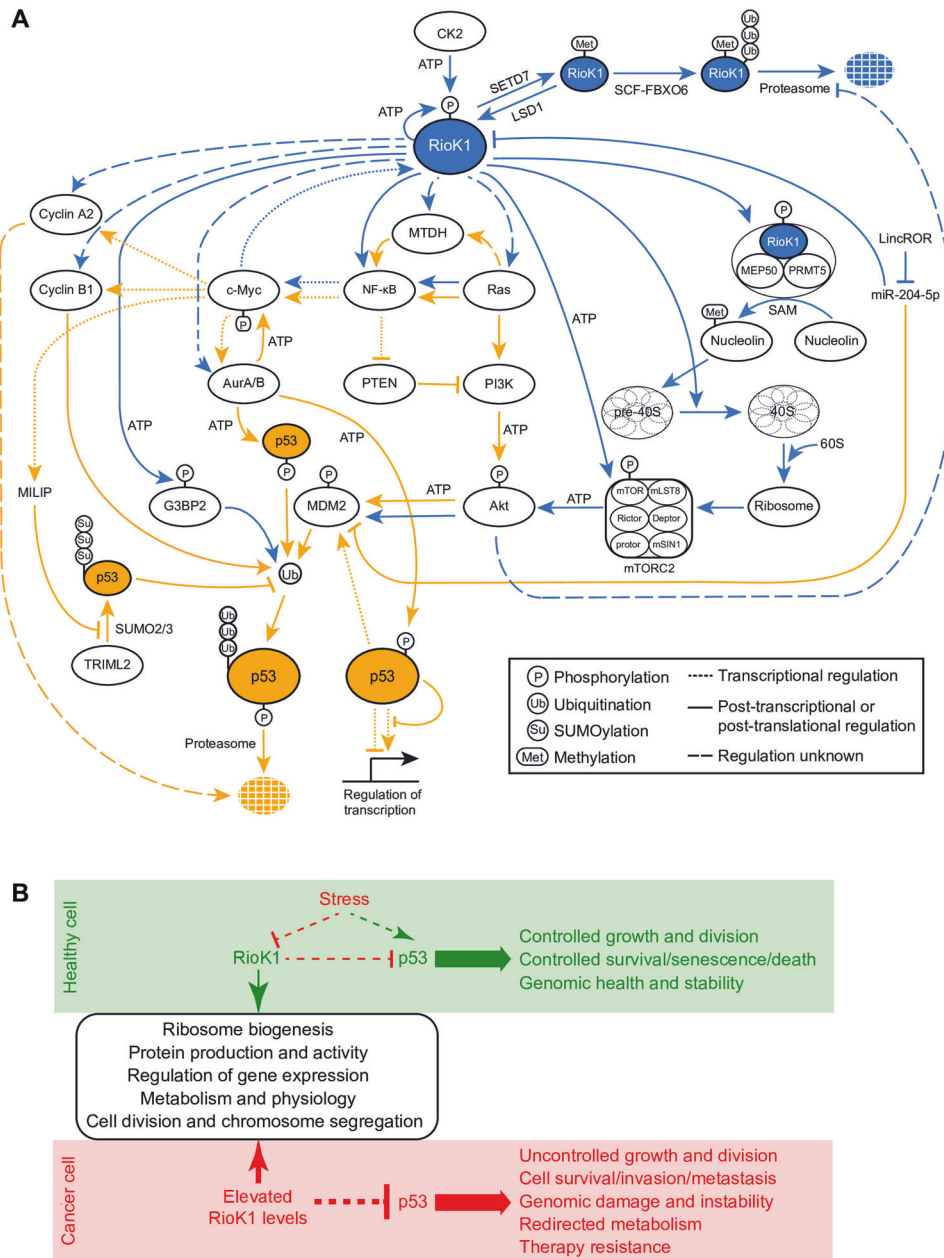 A
CK2
ATP
P
ATP
RioK1
SETD7
LSD1
Met
RioK1
SCF-FBXO6
Met
Ub
Ub
Ub
RioK1
Proteasome
Cyclin A2
Cyclin B1
MTDH
c-Myc
P
NF-κB
Ras
ATP
AurA/B
PTEN
PI3K
ATP
ATP
ATP
ATP
ATP
P
RioK1
MEP50
PRMT5
SAM
LincROR
miR-204-5p
Met
Nucleolin
Nucleolin
pre-40S
40S
60S
Ribosome
p53
P
MILIP
P
G3BP2
P
MDM2
ATP
P
Akt
ATP
P
mTOR
mLST8
Rictor
Deptor
protor
mSIN1
mTORC2
Su
Su
Su
p53
SUMO2/3
TRIML2
Ub
Ub
Ub
Ub
p53
P
Proteasome
P
p53
Regulation of
transcription
P Phosphorylation
Ub Ubiquitination
Su SUMOylation
Met Methylation
Transcriptional regulation
Post-transcriptional or
post-translational regulation
Regulation unknown
B
Healthy cell
Stress
RioK1
p53
Controlled growth and division
Controlled survival/senescence/death
Genomic health and stability
Ribosome biogenesis
Protein production and activity
Regulation of gene expression
Metabolism and physiology
Cell division and chromosome segregation
Cancer cell
Elevated
RioK1 levels
p53
Uncontrolled growth and division
Cell survival/invasion/metastasis
Genomic damage and instability
Redirected metabolism
Therapy resistance